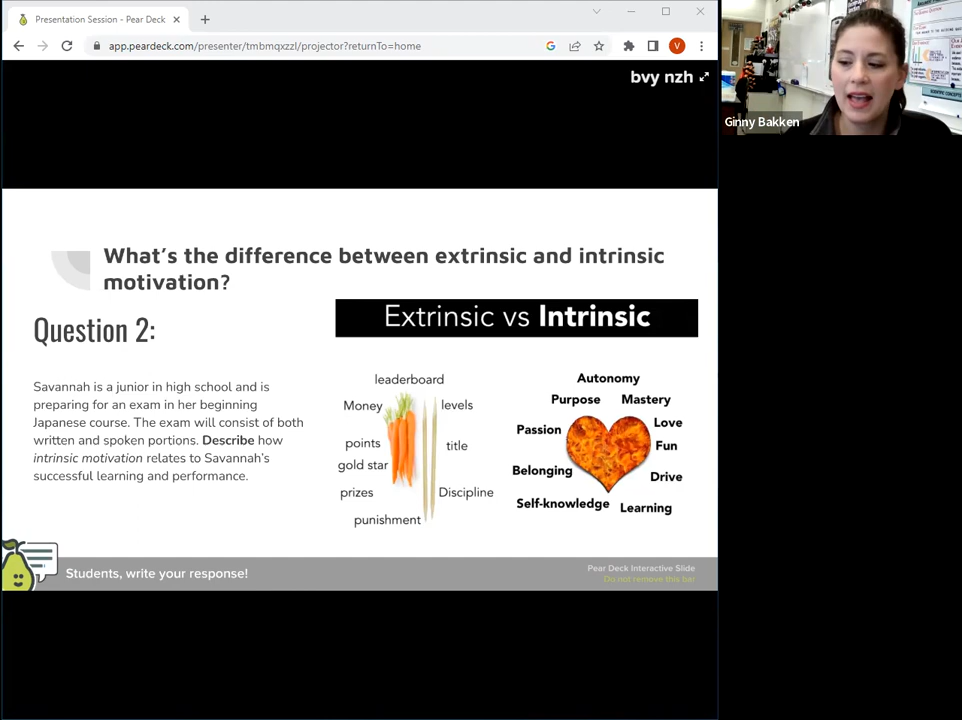 Presentation Session - Pear Deck
app.peardeck.com/presenter/tmbmqxzzl/projector?returnTo=home
V
bvy nzh
Ginny Bakken
What's the difference between extrinsic and intrinsic
motivation?
Question 2:
Savannah is a junior in high school and is
preparing for an exam in her beginning
Japanese course. The exam will consist of both
written and spoken portions. Describe how
intrinsic motivation relates to Savannah's
successful learning and performance.
Extrinsic vs Intrinsic
leaderboard
Money
levels
points
title
gold star
prizes
Discipline
punishment
Autonomy
Purpose Mastery
Love
Passion
Fun
Belonging
Drive
Self-knowledge
Learning
Students, write your response!
Pear Deck Interactive Slide
Do not remove this bar